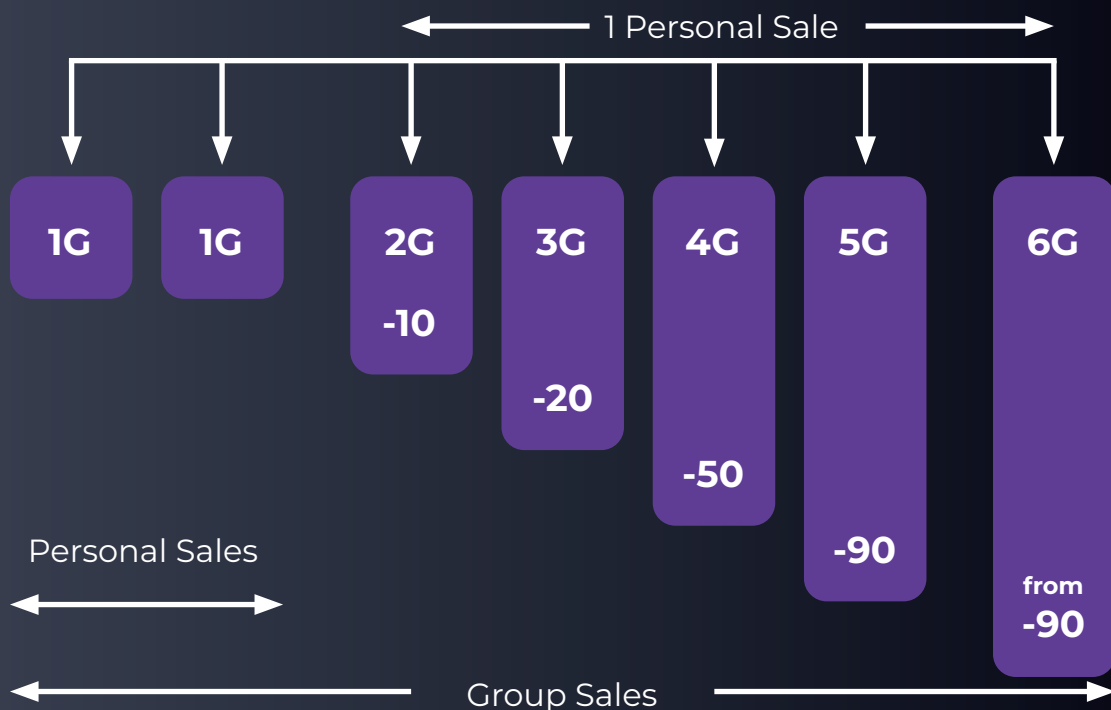 1 Personal Sale
1G
1G
2G
3G
4G
5G
6G
-10
-20
-50
-90
from
-90
Personal Sales
Group Sales